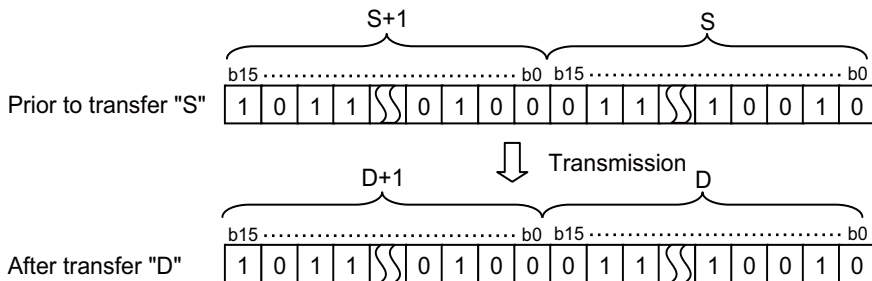 S+1 S
b15 b0 b15 b0
Prior to transfer "S" 1 0 1 1 0 1 0 0 0 1 1 1 0 0 1 0
Transmission
D+1 D
b15 b0 b15 b0
After transfer "D" 1 0 1 1 0 1 0 0 0 1 1 1 0 0 1 0